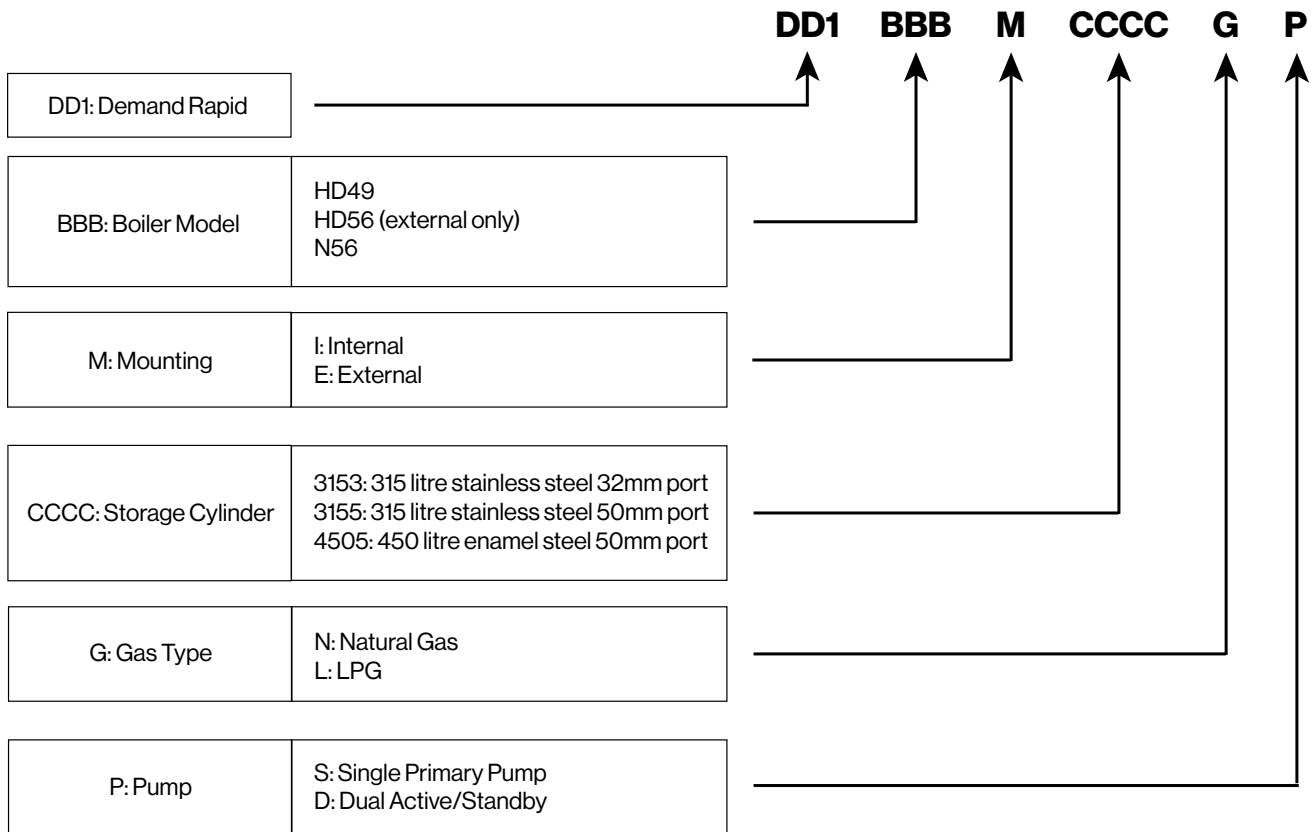 DD1 BBB M CCCC G P
DD1: Demand Rapid
BBB: Boiler Model
HD49
HD56 (external only)
N56
M: Mounting
I: Internal
E: External
CCCC: Storage Cylinder
3153: 315 litre stainless steel 32mm port
3155: 315 litre stainless steel 50mm port
4505: 450 litre enamel steel 50mm port
G: Gas Type
N: Natural Gas
L: LPG
P: Pump
S: Single Primary Pump
D: Dual Active/Standby